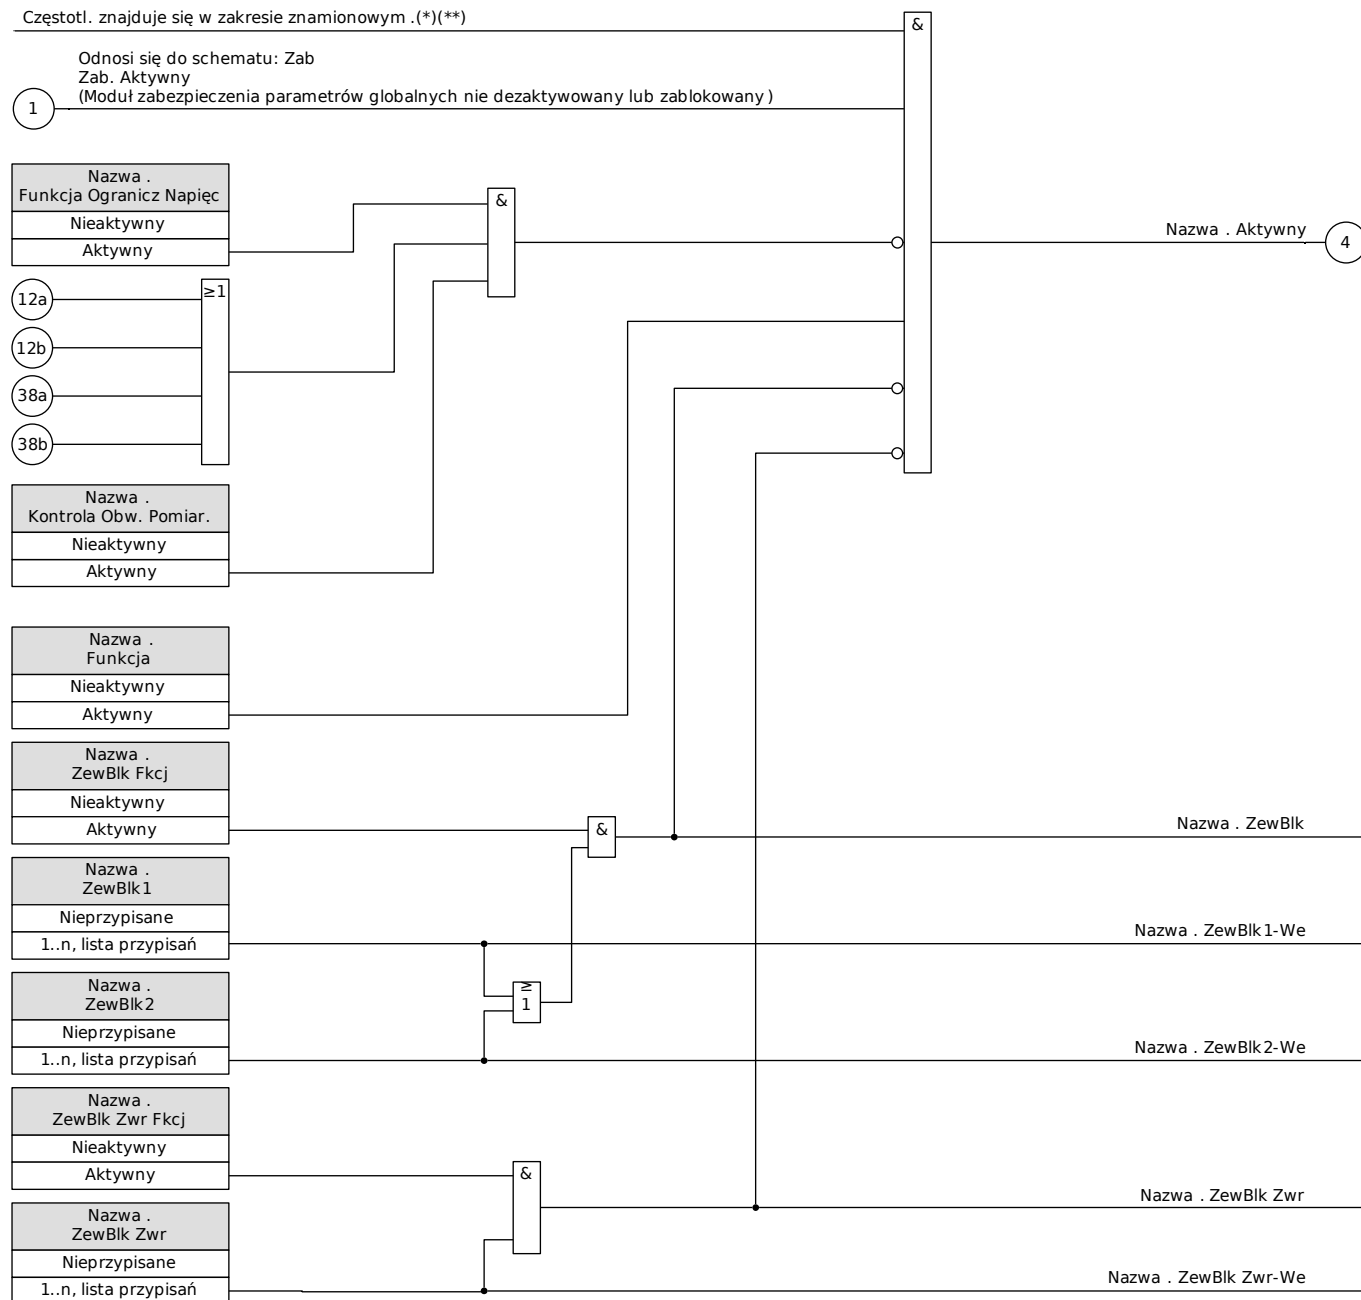 Częstotl. znajduje się w zakresie znamionowym .(*)(**)
&
Odnosi się do schematu: Zab
Zab. Aktywny
(Moduł zabezpieczenia parametrów globalnych nie dezaktywowany lub zablokowany )
1
Nazwa .
Funkcja Ogranicz Napięc
Nieaktywny
Aktywny
&
Nazwa . Aktywny
4
12a
12b
38a
38b
≥1
Nazwa .
Kontrola Obw. Pomiar.
Nieaktywny
Aktywny
Nazwa .
Funkcja
Nieaktywny
Aktywny
Nazwa .
ZewBlk Fkcj
Nieaktywny
Aktywny
&
Nazwa . ZewBlk
Nazwa .
ZewBlk1
Nieprzypisane
1..n, lista przypisań
Nazwa . ZewBlk1-We
≥
1
Nazwa .
ZewBlk2
Nieprzypisane
1..n, lista przypisań
Nazwa . ZewBlk2-We
Nazwa .
ZewBlk Zwr Fkcj
Nieaktywny
Aktywny
&
Nazwa . ZewBlk Zwr
Nazwa .
ZewBlk Zwr
Nieprzypisane
1..n, lista przypisań
Nazwa . ZewBlk Zwr-We